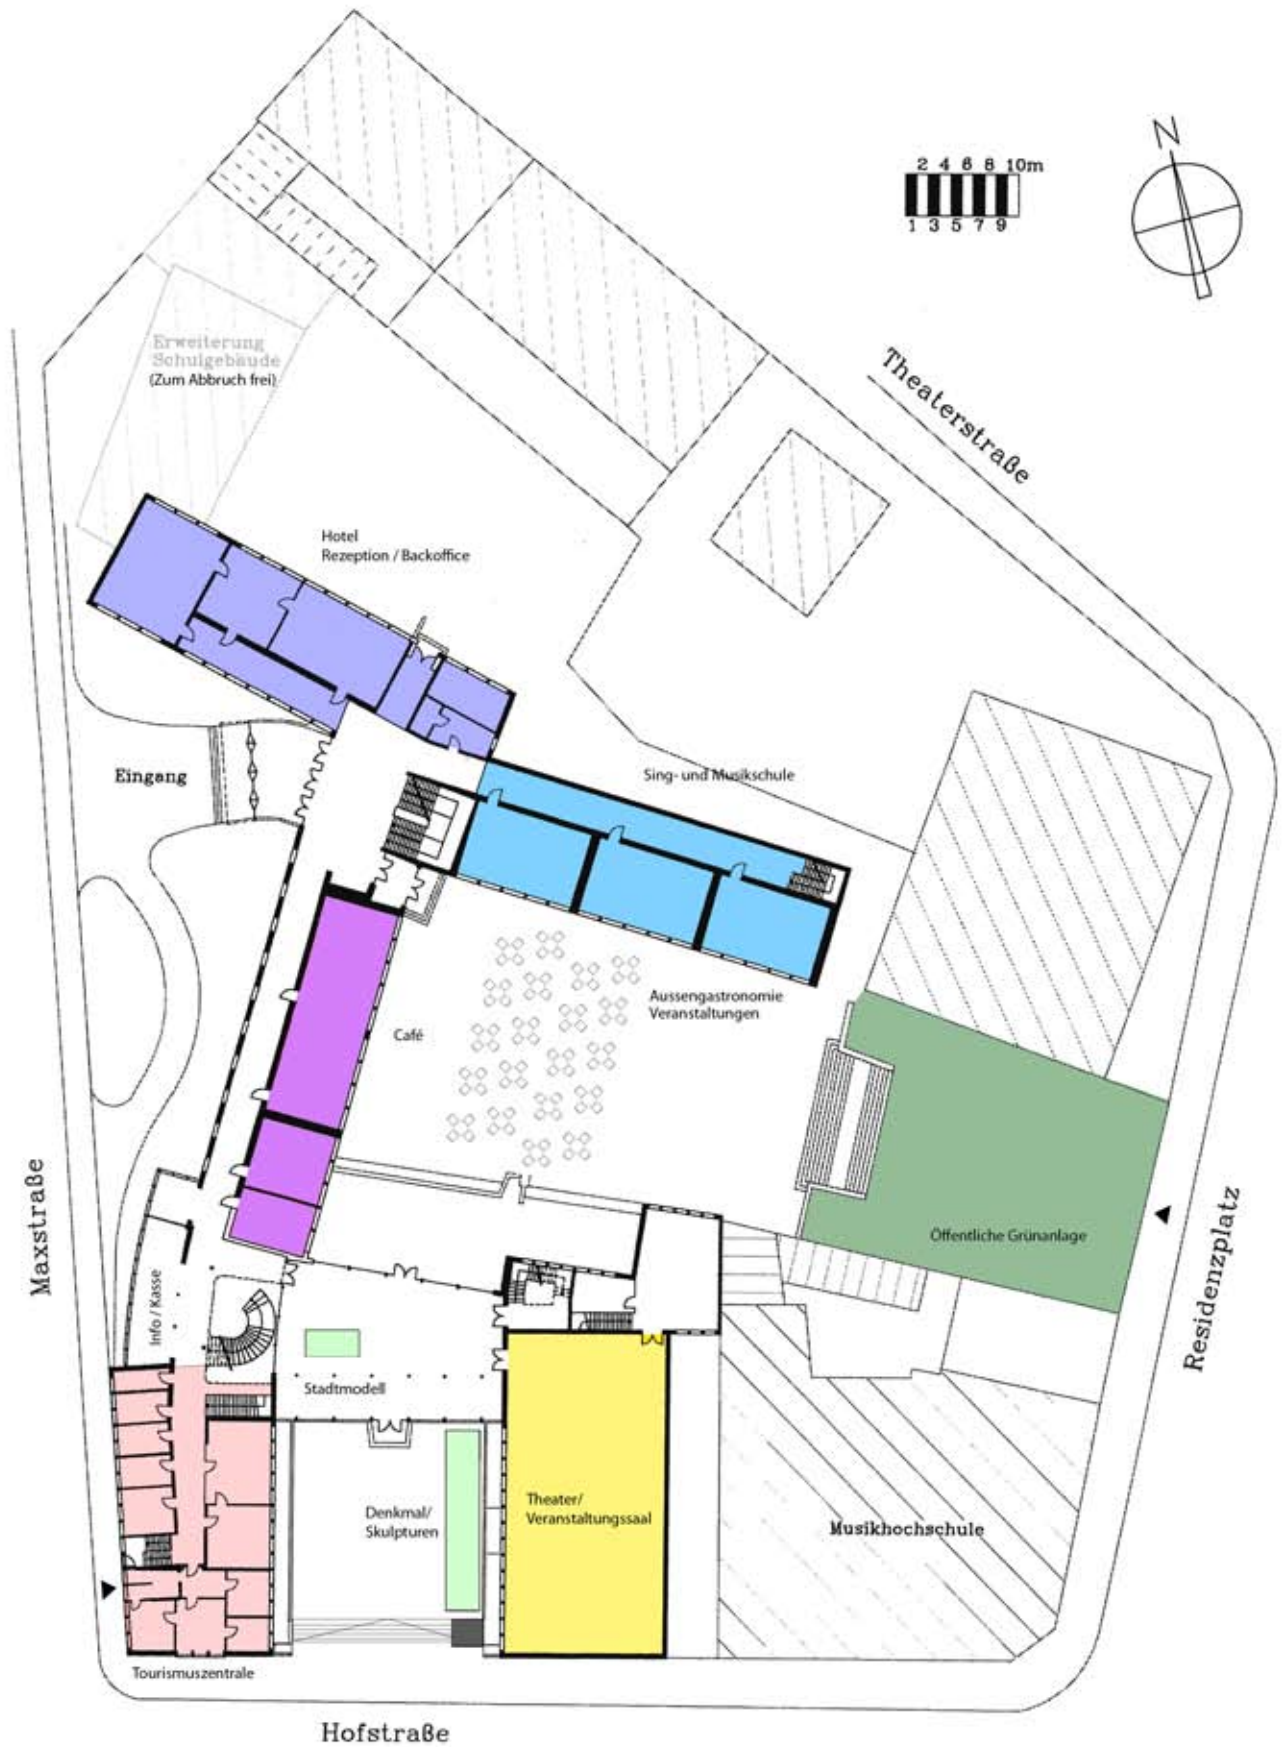 N
2 4 6 8 10m
1 3 5 7 9
Theaterstraße
Erweiterung
Schulgebäude
(Zum Abbruch frei)
Hotel
Rezeption / Backoffice
Eingang
Sing- und Musikschule
Aussengastronomie
Veranstaltungen
Café
Maxstraße
Öffentliche Grünanlage
Residenzplatz
Info / Kasse
Stadtmodell
Denkmal/
Skulpturen
Theater/
Veranstaltungssaal
Musikhochschule
Tourismuszentrale
Hofstraße